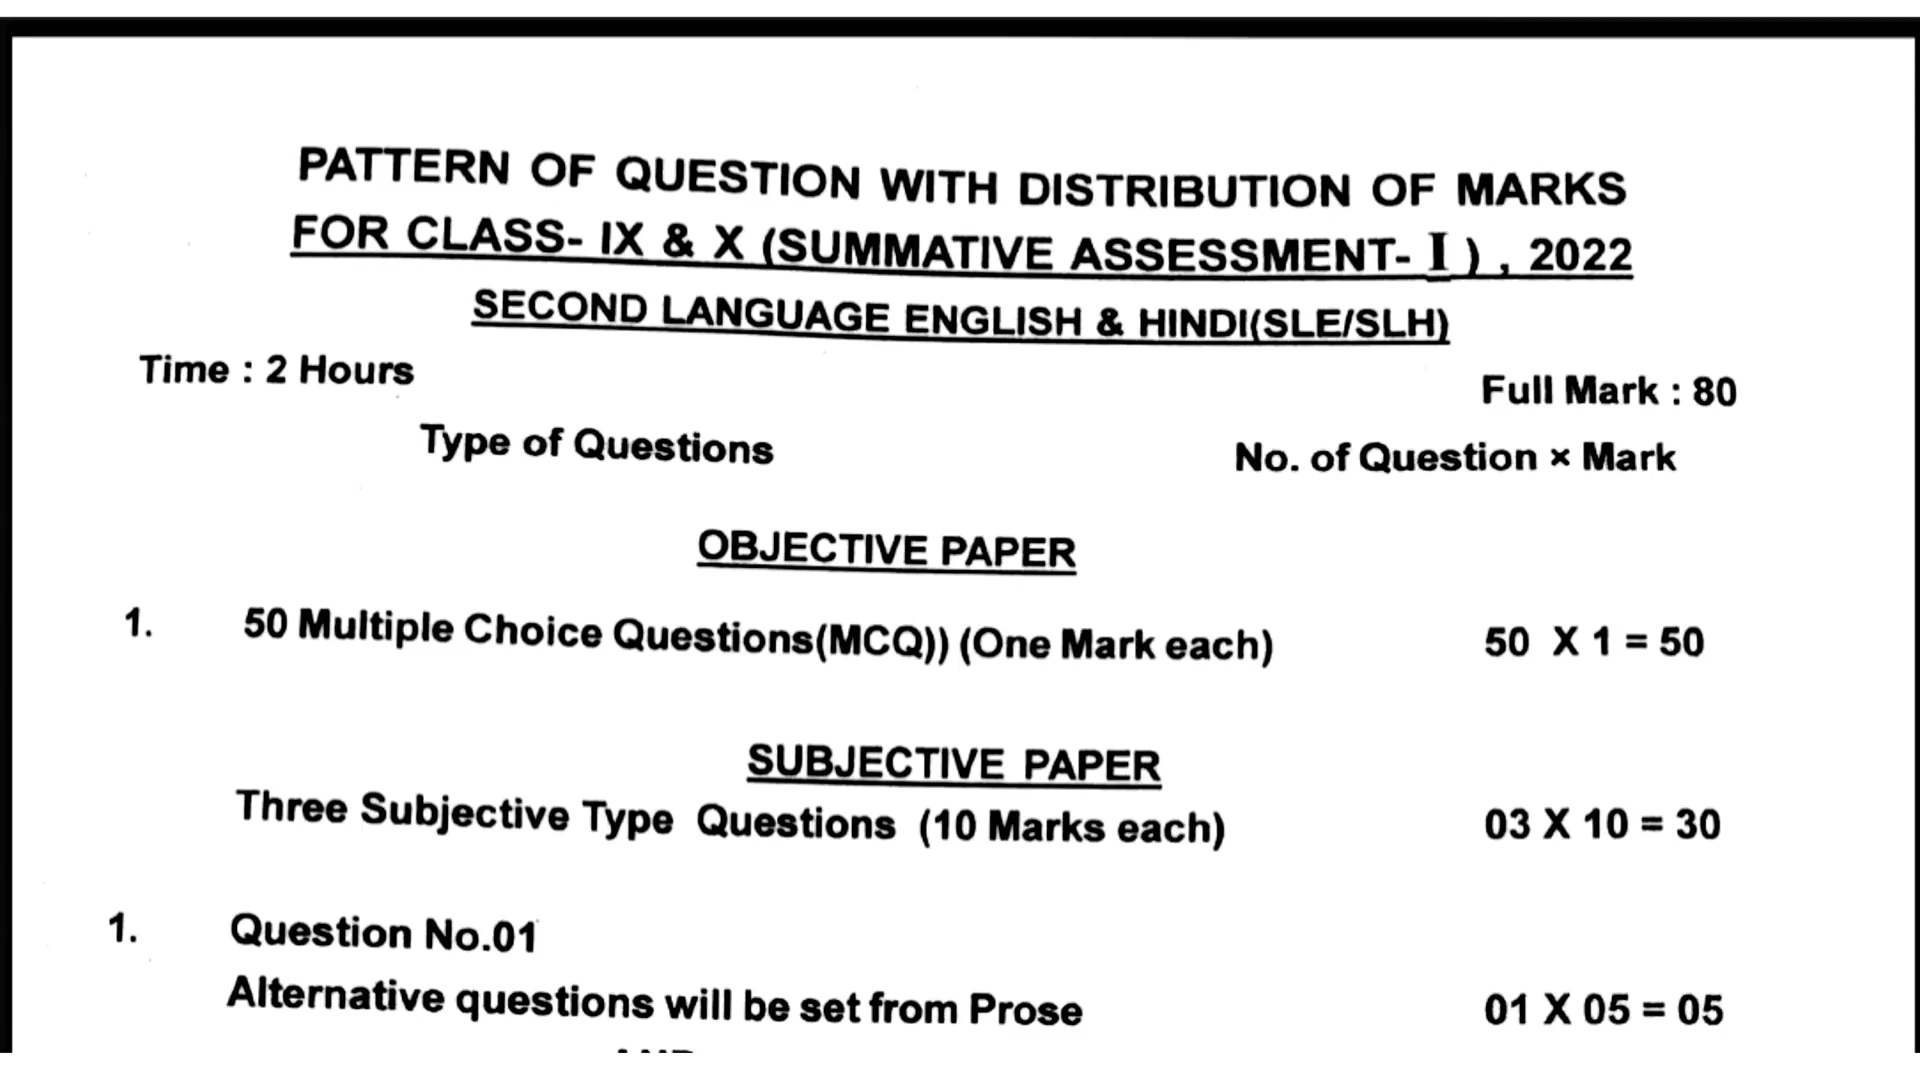 PATTERN OF QUESTION WITH DISTRIBUTION OF MARKS
FOR CLASS- IX & X (SUMMATIVE ASSESSMENT- I ) , 2022
SECOND LANGUAGE ENGLISH & HINDI(SLE/SLH)
Time : 2 Hours
Full Mark : 80
Type of Questions
No. of Question × Mark
OBJECTIVE PAPER
1. 50 Multiple Choice Questions(MCQ)) (One Mark each) 50 X 1 = 50
SUBJECTIVE PAPER
Three Subjective Type Questions (10 Marks each) 03 X 10 = 30
1. Question No.01
Alternative questions will be set from Prose 01 X 05 = 05